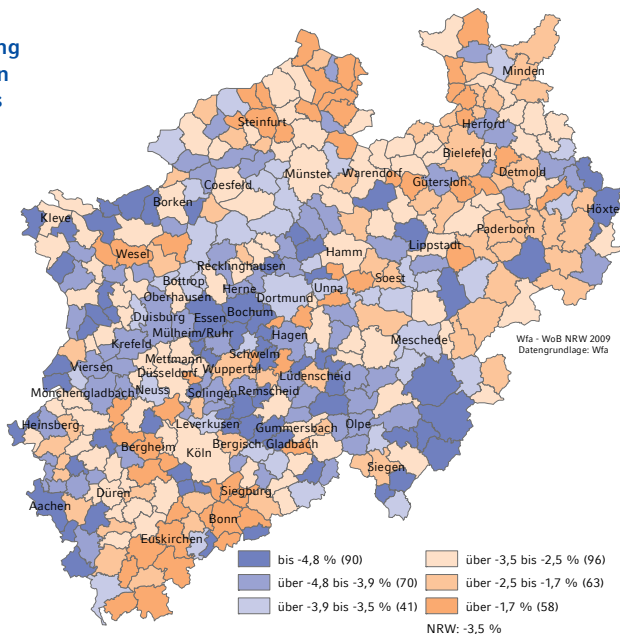 ng
n
s
Minden
Steinfurt
Herford
Bielefeld
Münster
Warendorf
Coesfeld
Gütersloh
Detmold
Borken
Höxte
Kleve
Paderborn
Wesel
Hamm
Lippstadt
Recklinghausen
Soest
Bottrop
Herne
Unna
Oberhausen
Dortmund
Duisburg
Essen
Bochum
Mülheim/Ruhr
Hagen
Meschede
Wfa - WoB NRW 2009
Datengrundlage: Wfa
Krefeld
Schwelm
Mettmann
Viersen
Düsseldorf
Wuppertal
Lüdenscheid
Mönchengladbach
Neuss
Solingen
Remscheid
Heinsberg
Leverkusen
Gummersbach
Olpe
Bergheim
Köln
Bergisch-Gladbach
Siegen
Düren
Siegburg
Aachen
Bonn
Euskirchen
bis -4,8 % (90)
über -4,8 bis -3,9 % (70)
über -3,9 bis -3,5 % (41)
über -3,5 bis -2,5 % (96)
über -2,5 bis -1,7 % (63)
über -1,7 % (58)
NRW: -3,5 %